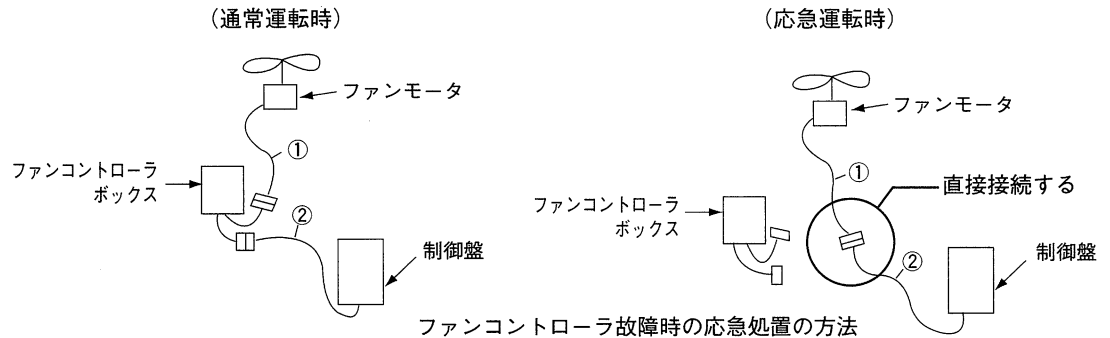 （通常運転時）
ファンモータ
①
ファンコントローラ
ボックス
②
制御盤
（応急運転時）
ファンモータ
①
直接接続する
ファンコントローラ
ボックス
②
制御盤
ファンコントローラ故障時の応急処置の方法